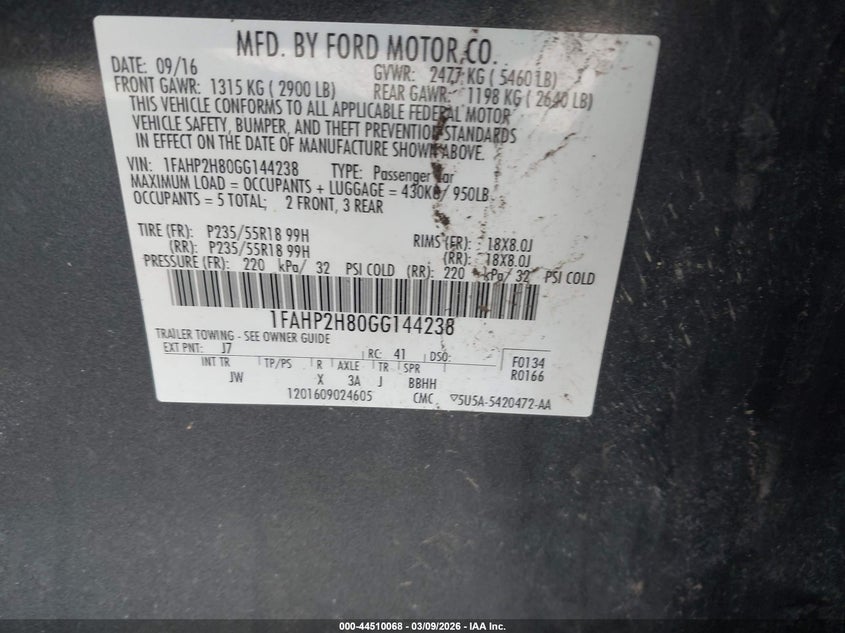 MFD. BY FORD MOTOR CO.
DATE: 09/16 GVWR: 2477 KG ( 5460 LB)
FRONT GAWR: 1315 KG ( 2900 LB) REAR GAWR: 1198 KG ( 2640 LB)
THIS VEHICLE CONFORMS TO ALL APPLICABLE FEDERAL MOTOR
VEHICLE SAFETY, BUMPER, AND THEFT PREVENTION STANDARDS
IN EFFECT ON THE DATE OF MANUFACTURE SHOWN ABOVE.
VIN: 1FAHP2H80GG144238 TYPE: Passenger Car
MAXIMUM LOAD = OCCUPANTS + LUGGAGE = 430KG/ 950LB
OCCUPANTS = 5 TOTAL; 2 FRONT, 3 REAR
TIRE (FR): P235/55R18 99H RIMS (FR): 18X8.0J
(RR): P235/55R18 99H (RR): 18X8.0J
PRESSURE (FR): 220 kPa/ 32 PSI COLD (RR): 220 kPa/ 32 PSI COLD
1FAHP2H80GG144238
TRAILER TOWING - SEE OWNER GUIDE
EXT PNT: J7 RC: 41 DSO: F0134
INT TR TP/PS R AXLE TR SPR R0166
JW X 3A J BBHH
1201609024605 CMC ▽5U5A-5420472-AA
000-44510068 | 03/09/2026 - IAA Inc.